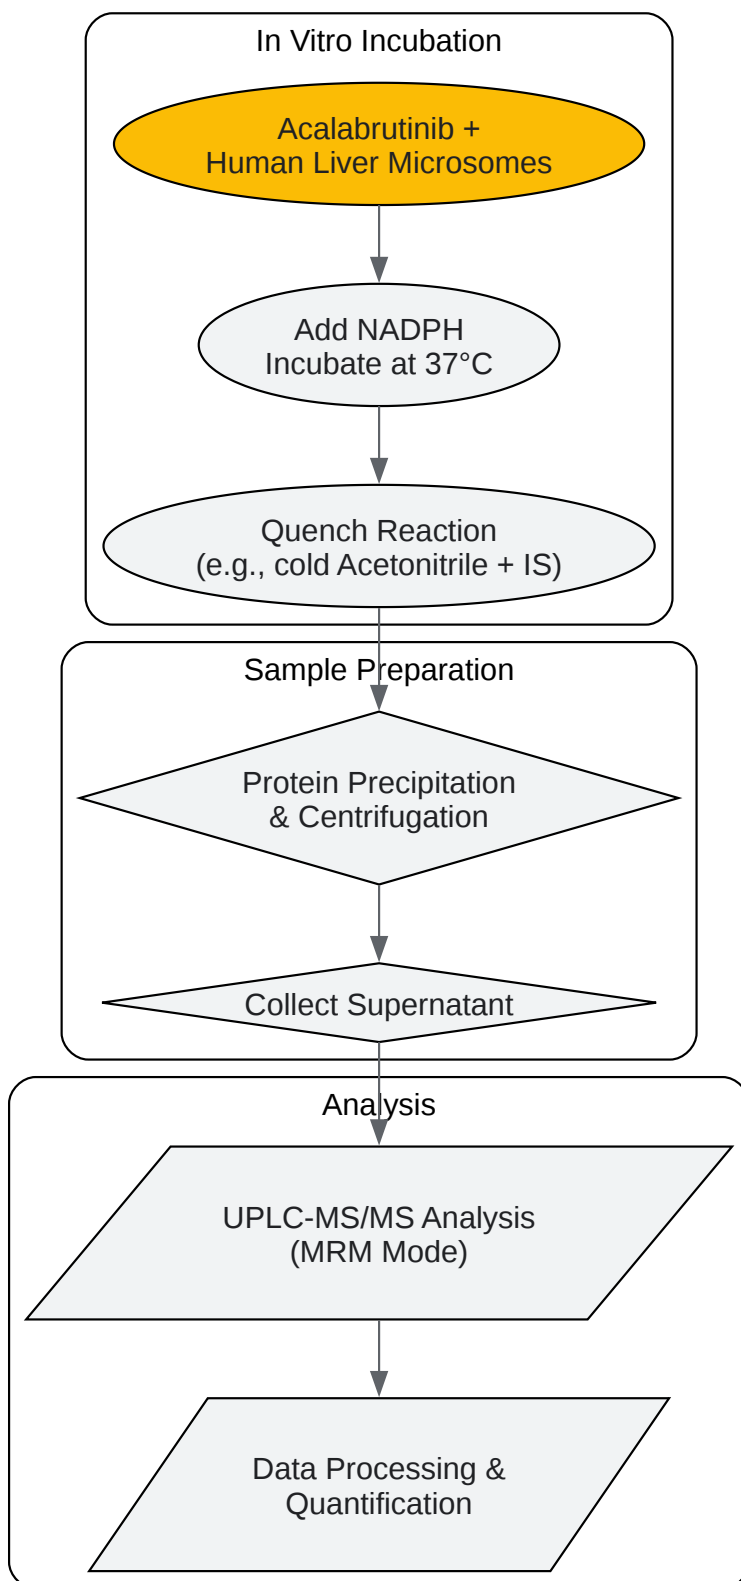 In Vitro Incubation
Acalabrutinib +
Human Liver Microsomes
Add NADPH
Incubate at 37°C
Quench Reaction
(e.g., cold Acetonitrile + IS)
Sample Preparation
Protein Precipitation
& Centrifugation
Collect Supernatant
Analysis
UPLC-MS/MS Analysis
(MRM Mode)
Data Processing &
Quantification